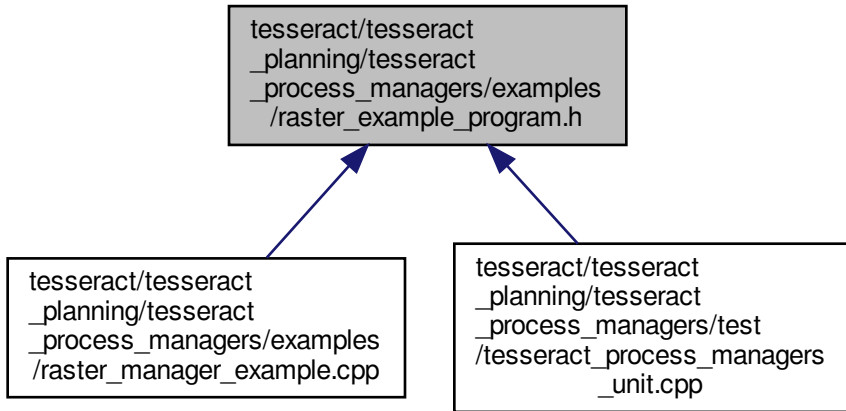 tesseract/tesseract
_planning/tesseract
_process_managers/examples
/raster_example_program.h
tesseract/tesseract
_planning/tesseract
_process_managers/examples
/raster_manager_example.cpp
tesseract/tesseract
_planning/tesseract
_process_managers/test
/tesseract_process_managers
_unit.cpp